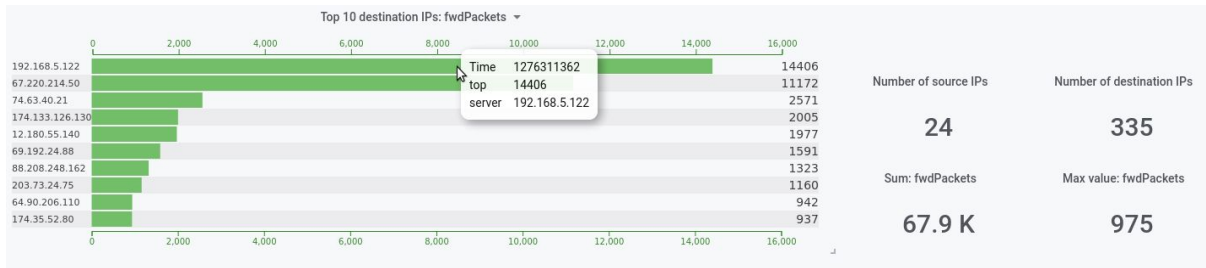 Top 10 destination IPs: fwdPackets
0 2,000 4,000 6,000 8,000 10,000 12,000 14,000 16,000
192.168.5.122 14406
67.220.214.50 11172
74.63.40.21 2571
174.133.126.130 2005
12.180.55.140 1977
69.192.24.88 1591
88.208.248.162 1323
203.73.24.75 1160
64.90.206.110 942
174.35.52.80 937
0 2,000 4,000 6,000 8,000 10,000 12,000 14,000 16,000
Time 1276311362
top 14406
server 192.168.5.122
Number of source IPs
24
Number of destination IPs
335
Sum: fwdPackets
67.9 K
Max value: fwdPackets
975